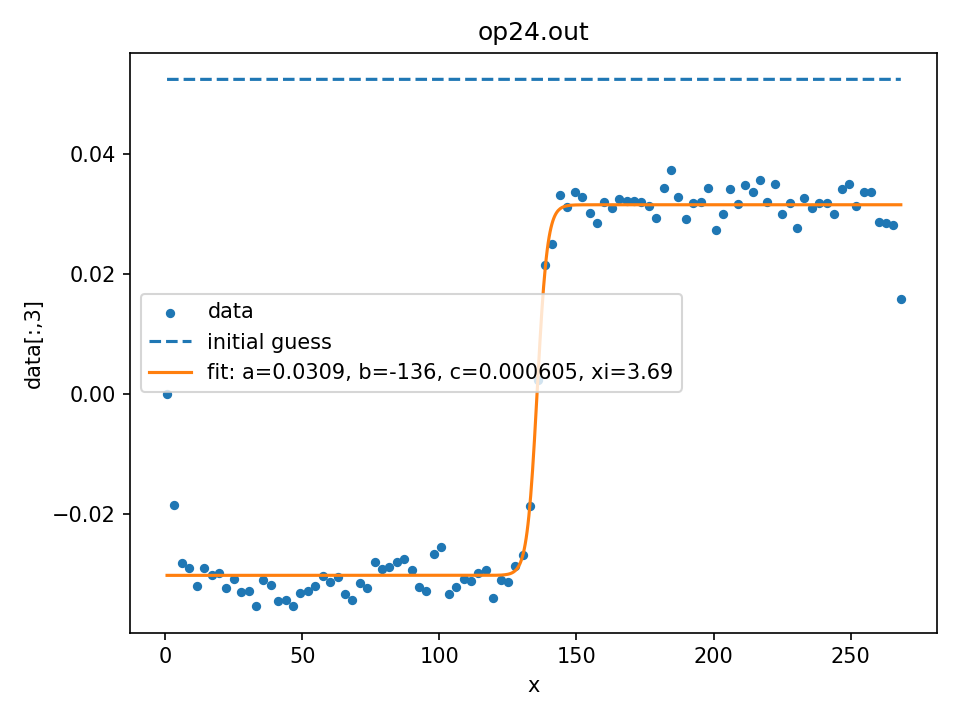 op24.out
data[:,3]
0.04
0.02
0.00
−0.02
data
initial guess
fit: a=0.0309, b=-136, c=0.000605, xi=3.69
0 50 100 150 200 250
x